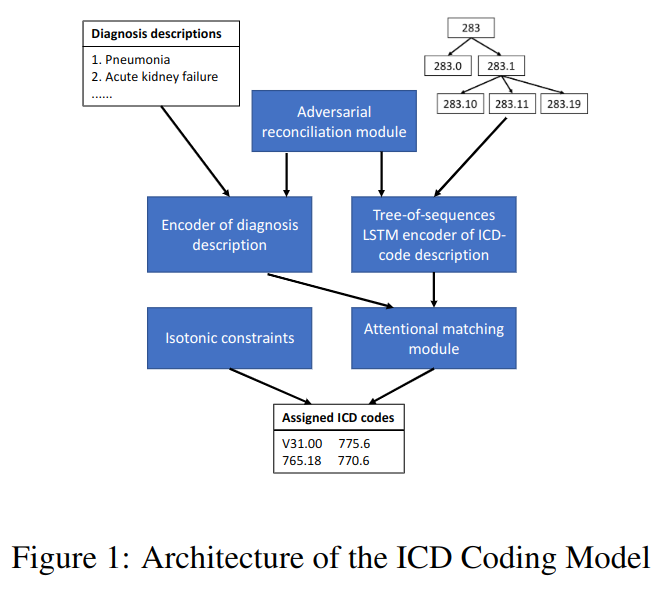 Diagnosis descriptions
1. Pneumonia
2. Acute kidney failure
......
283
283.0
283.1
283.10
283.11
283.19
Adversarial
reconciliation module
Encoder of diagnosis
description
Tree-of-sequences
LSTM encoder of ICD-
code description
Isotonic constraints
Attentional matching
module
Assigned ICD codes
V31.00 775.6
765.18 770.6
Figure 1: Architecture of the ICD Coding Model